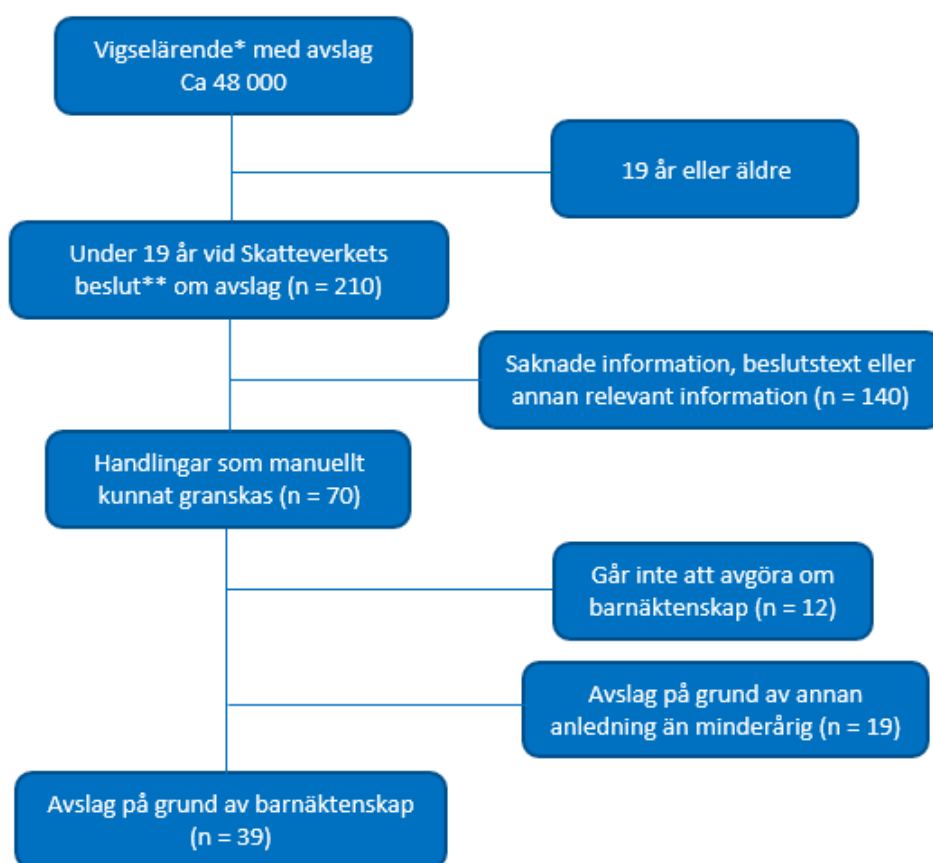 Vigselärende* med avslag
Ca 48 000
19 år eller äldre
Under 19 år vid Skatteverkets
beslut** om avslag (n = 210)
Saknade information, beslutstext eller
annan relevant information (n = 140)
Handlingar som manuellt
kunnat granskas (n = 70)
Går inte att avgöra om
barnäktenskap (n = 12)
Avslag på grund av annan
anledning än minderårig (n = 19)
Avslag på grund av barnäktenskap
(n = 39)